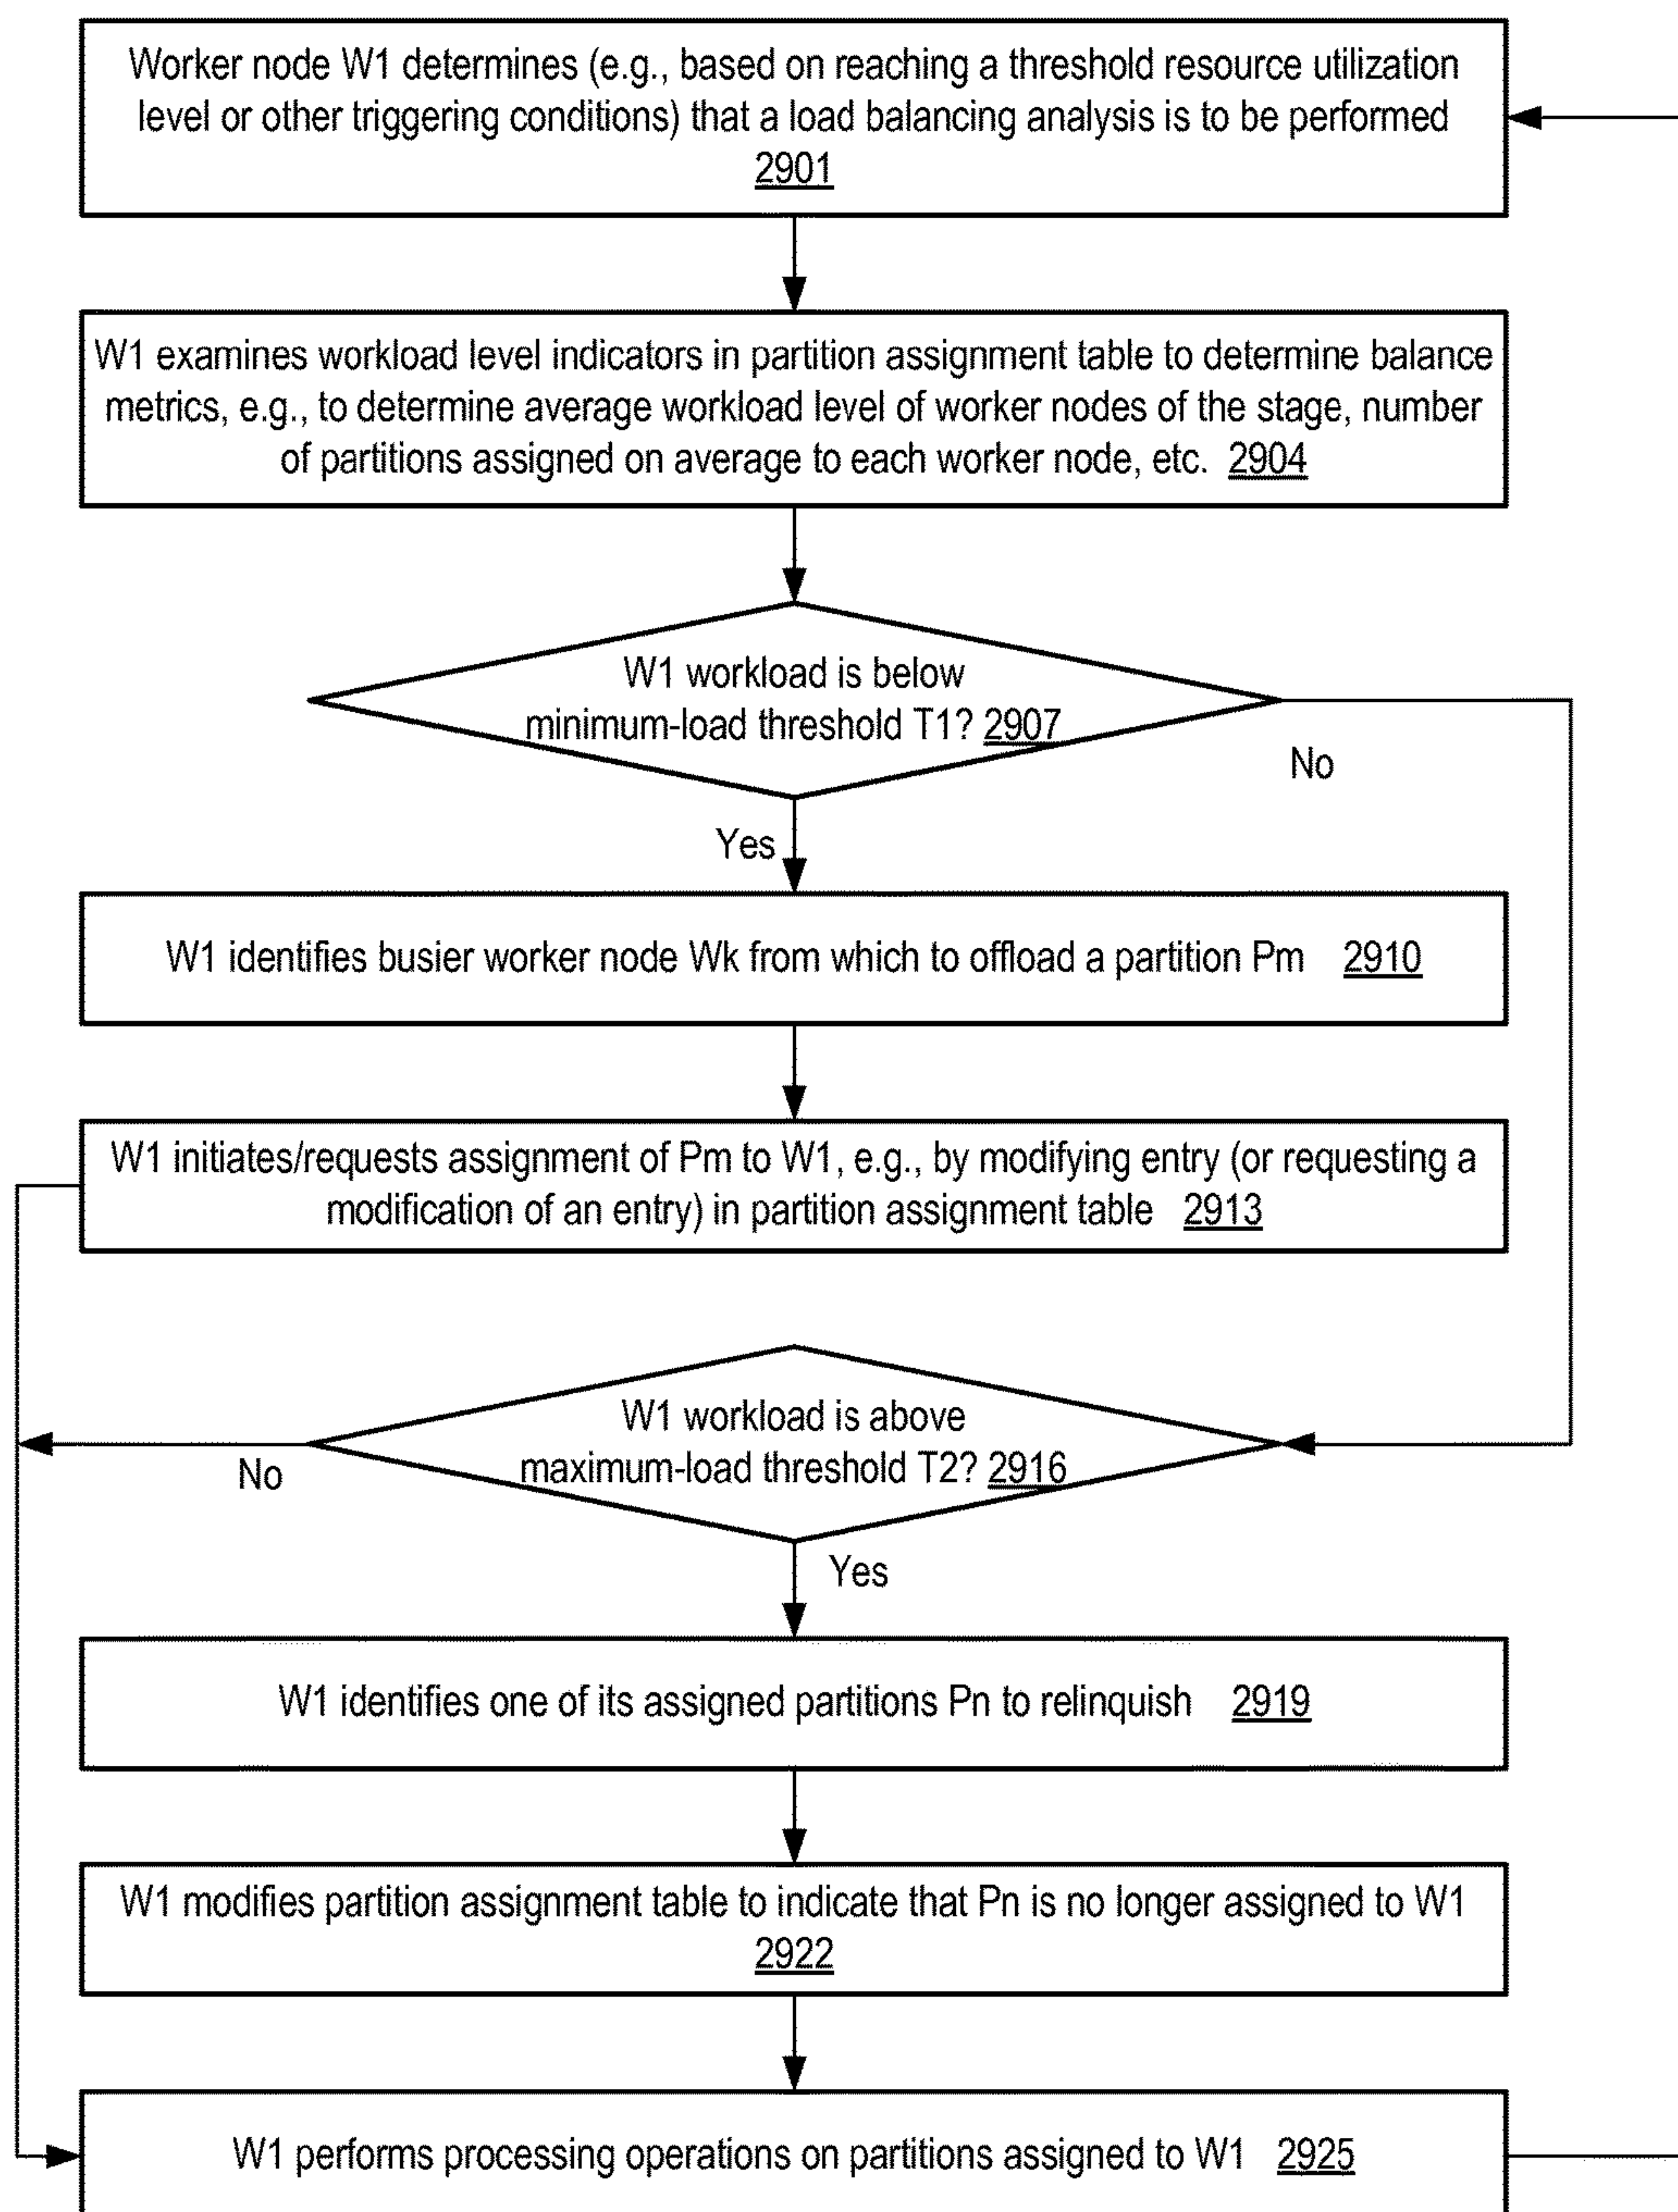 Worker node W1 determines (e.g., based on reaching a threshold resource utilization
level or other triggering conditions) that a load balancing analysis is to be performed
2901
W1 examines workload level indicators in partition assignment table to determine balance
metrics, e.g., to determine average workload level of worker nodes of the stage, number
of partitions assigned on average to each worker node, etc. 2904
W1 workload is below
minimum-load threshold T1? 2907
No
Yes
W1 identifies busier worker node Wk from which to offload a partition Pm 2910
W1 initiates/requests assignment of Pm to W1, e.g., by modifying entry (or requesting a
modification of an entry) in partition assignment table 2913
W1 workload is above
maximum-load threshold T2? 2916
No
Yes
W1 identifies one of its assigned partitions Pn to relinquish 2919
W1 modifies partition assignment table to indicate that Pn is no longer assigned to W1
2922
W1 performs processing operations on partitions assigned to W1 2925